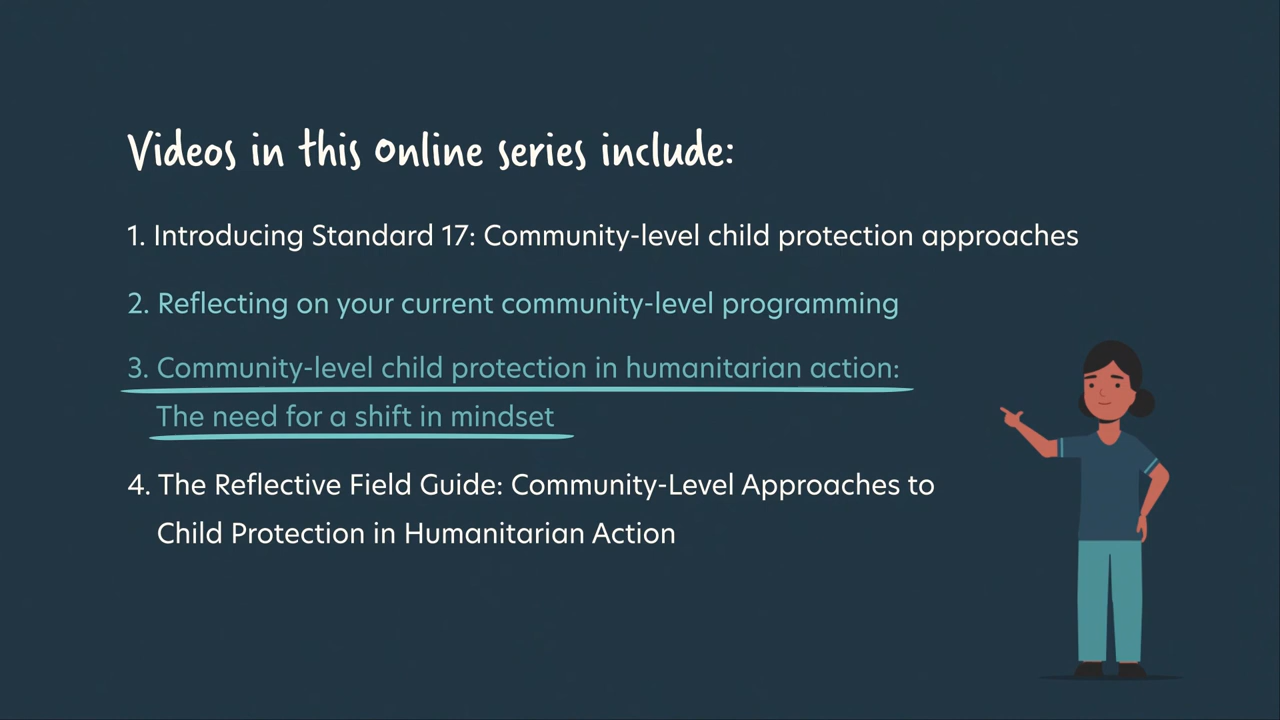 Videos in this Online series include:
1. Introducing Standard 17: Community-level child protection approaches
2. Reflecting on your current community-level programming
3. Community-level child protection in humanitarian action:
The need for a shift in mindset
4. The Reflective Field Guide: Community-Level Approaches to
Child Protection in Humanitarian Action